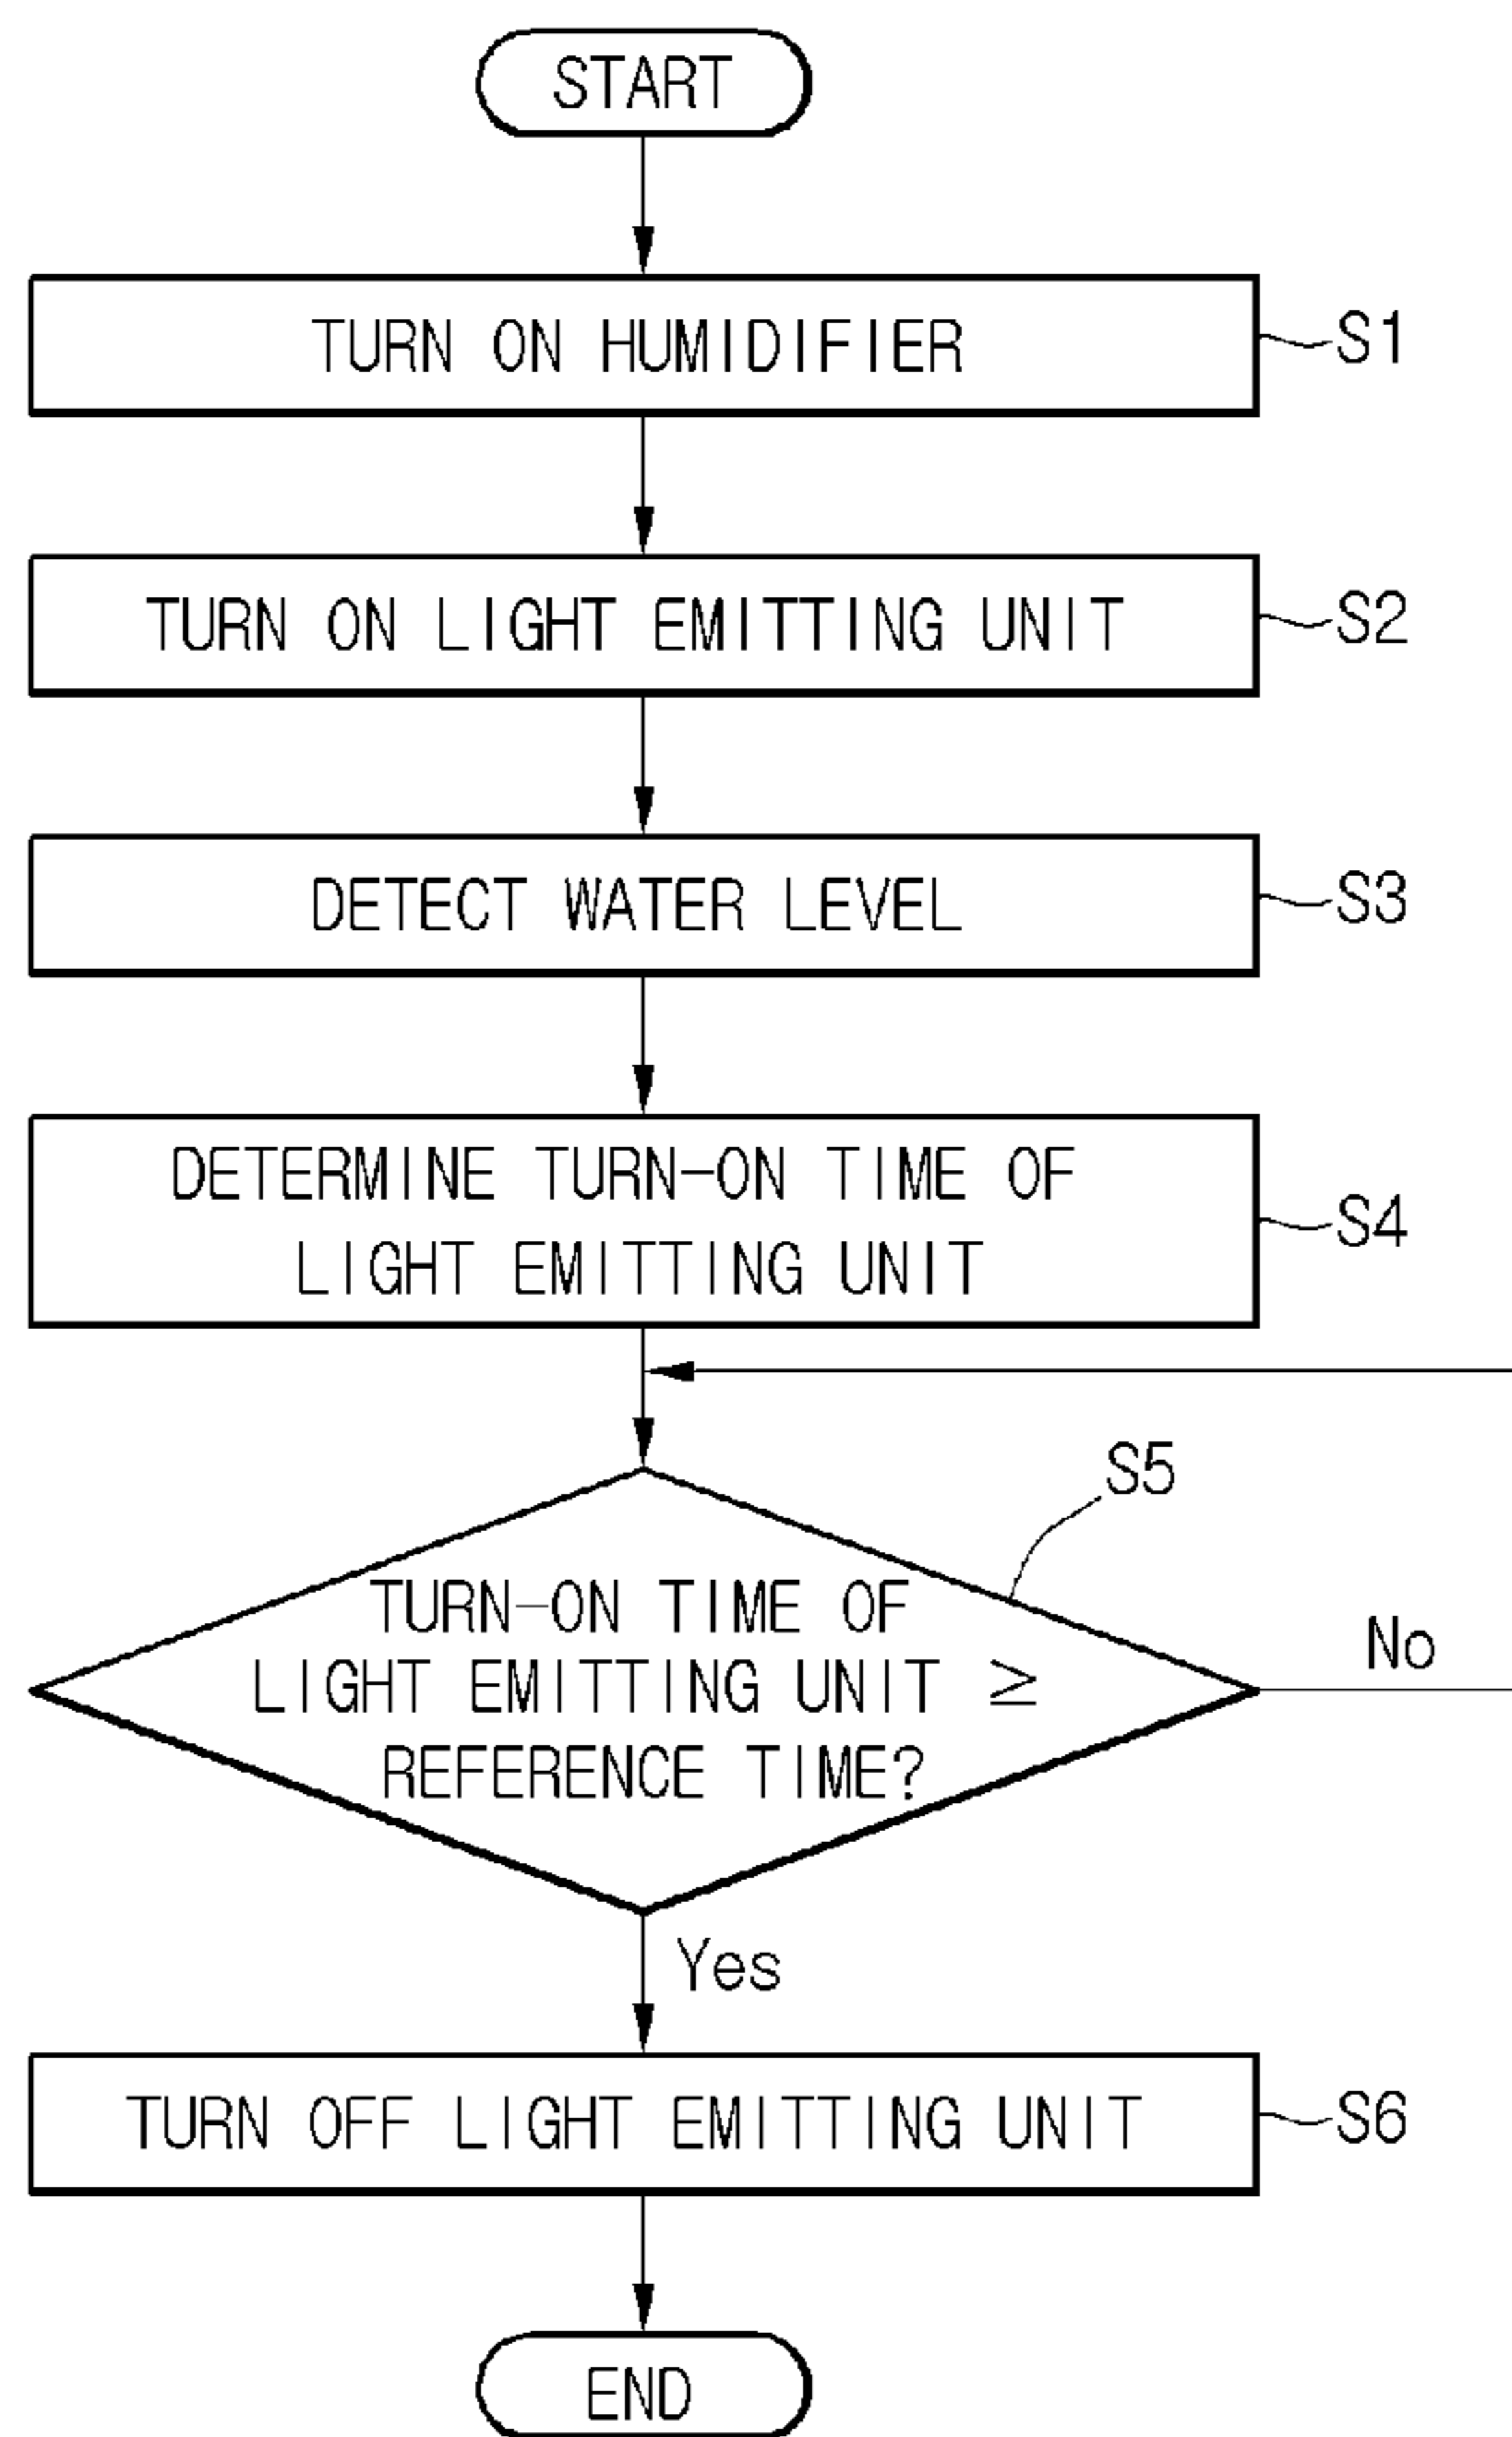 START
TURN ON HUMIDIFIER
S1
TURN ON LIGHT EMITTING UNIT
S2
DETECT WATER LEVEL
S3
DETERMINE TURN-ON TIME OF
LIGHT EMITTING UNIT
S4
S5
TURN-ON TIME OF
LIGHT EMITTING UNIT ≥
REFERENCE TIME?
No
Yes
TURN OFF LIGHT EMITTING UNIT
S6
END